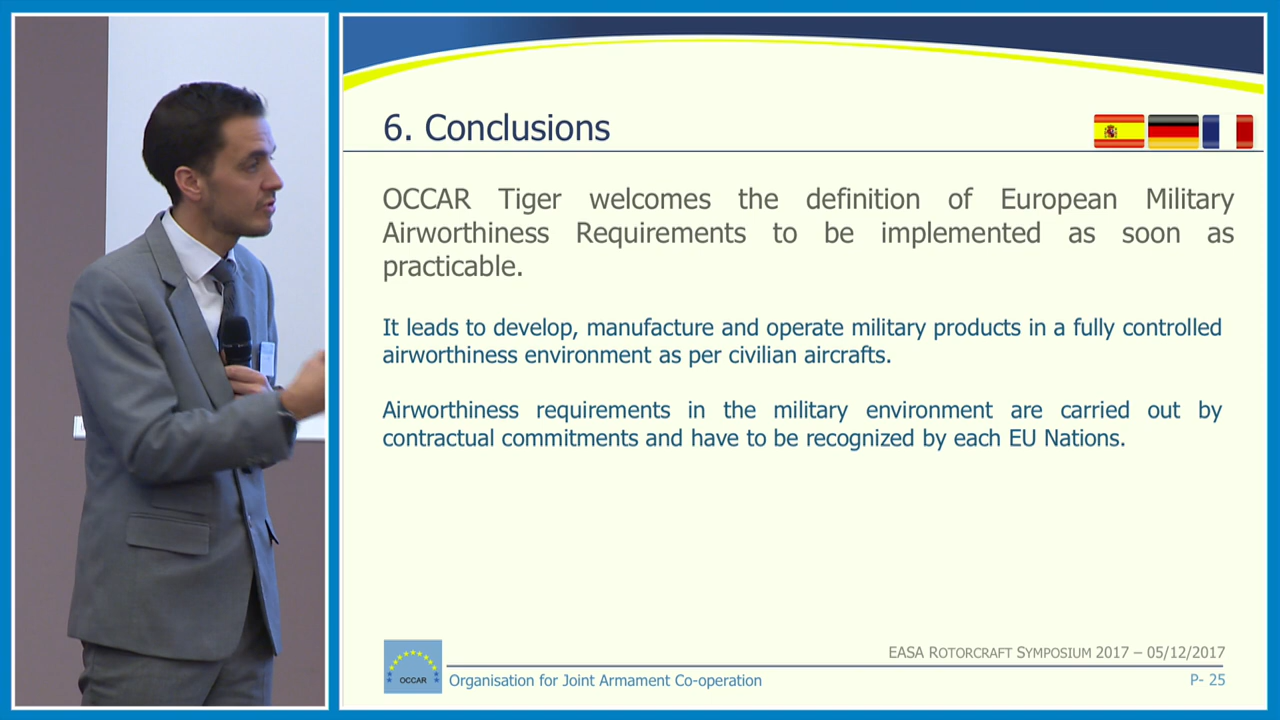 6. Conclusions
OCCAR Tiger welcomes the definition of European Military
Airworthiness Requirements to be implemented as soon as
practicable.
It leads to develop, manufacture and operate military products in a fully controlled
airworthiness environment as per civilian aircrafts.
Airworthiness requirements in the military environment are carried out by
contractual commitments and have to be recognized by each EU Nations.
EASA ROTORCRAFT SYMPOSIUM 2017 – 05/12/2017
OCCAR
Organisation for Joint Armament Co-operation
P- 25